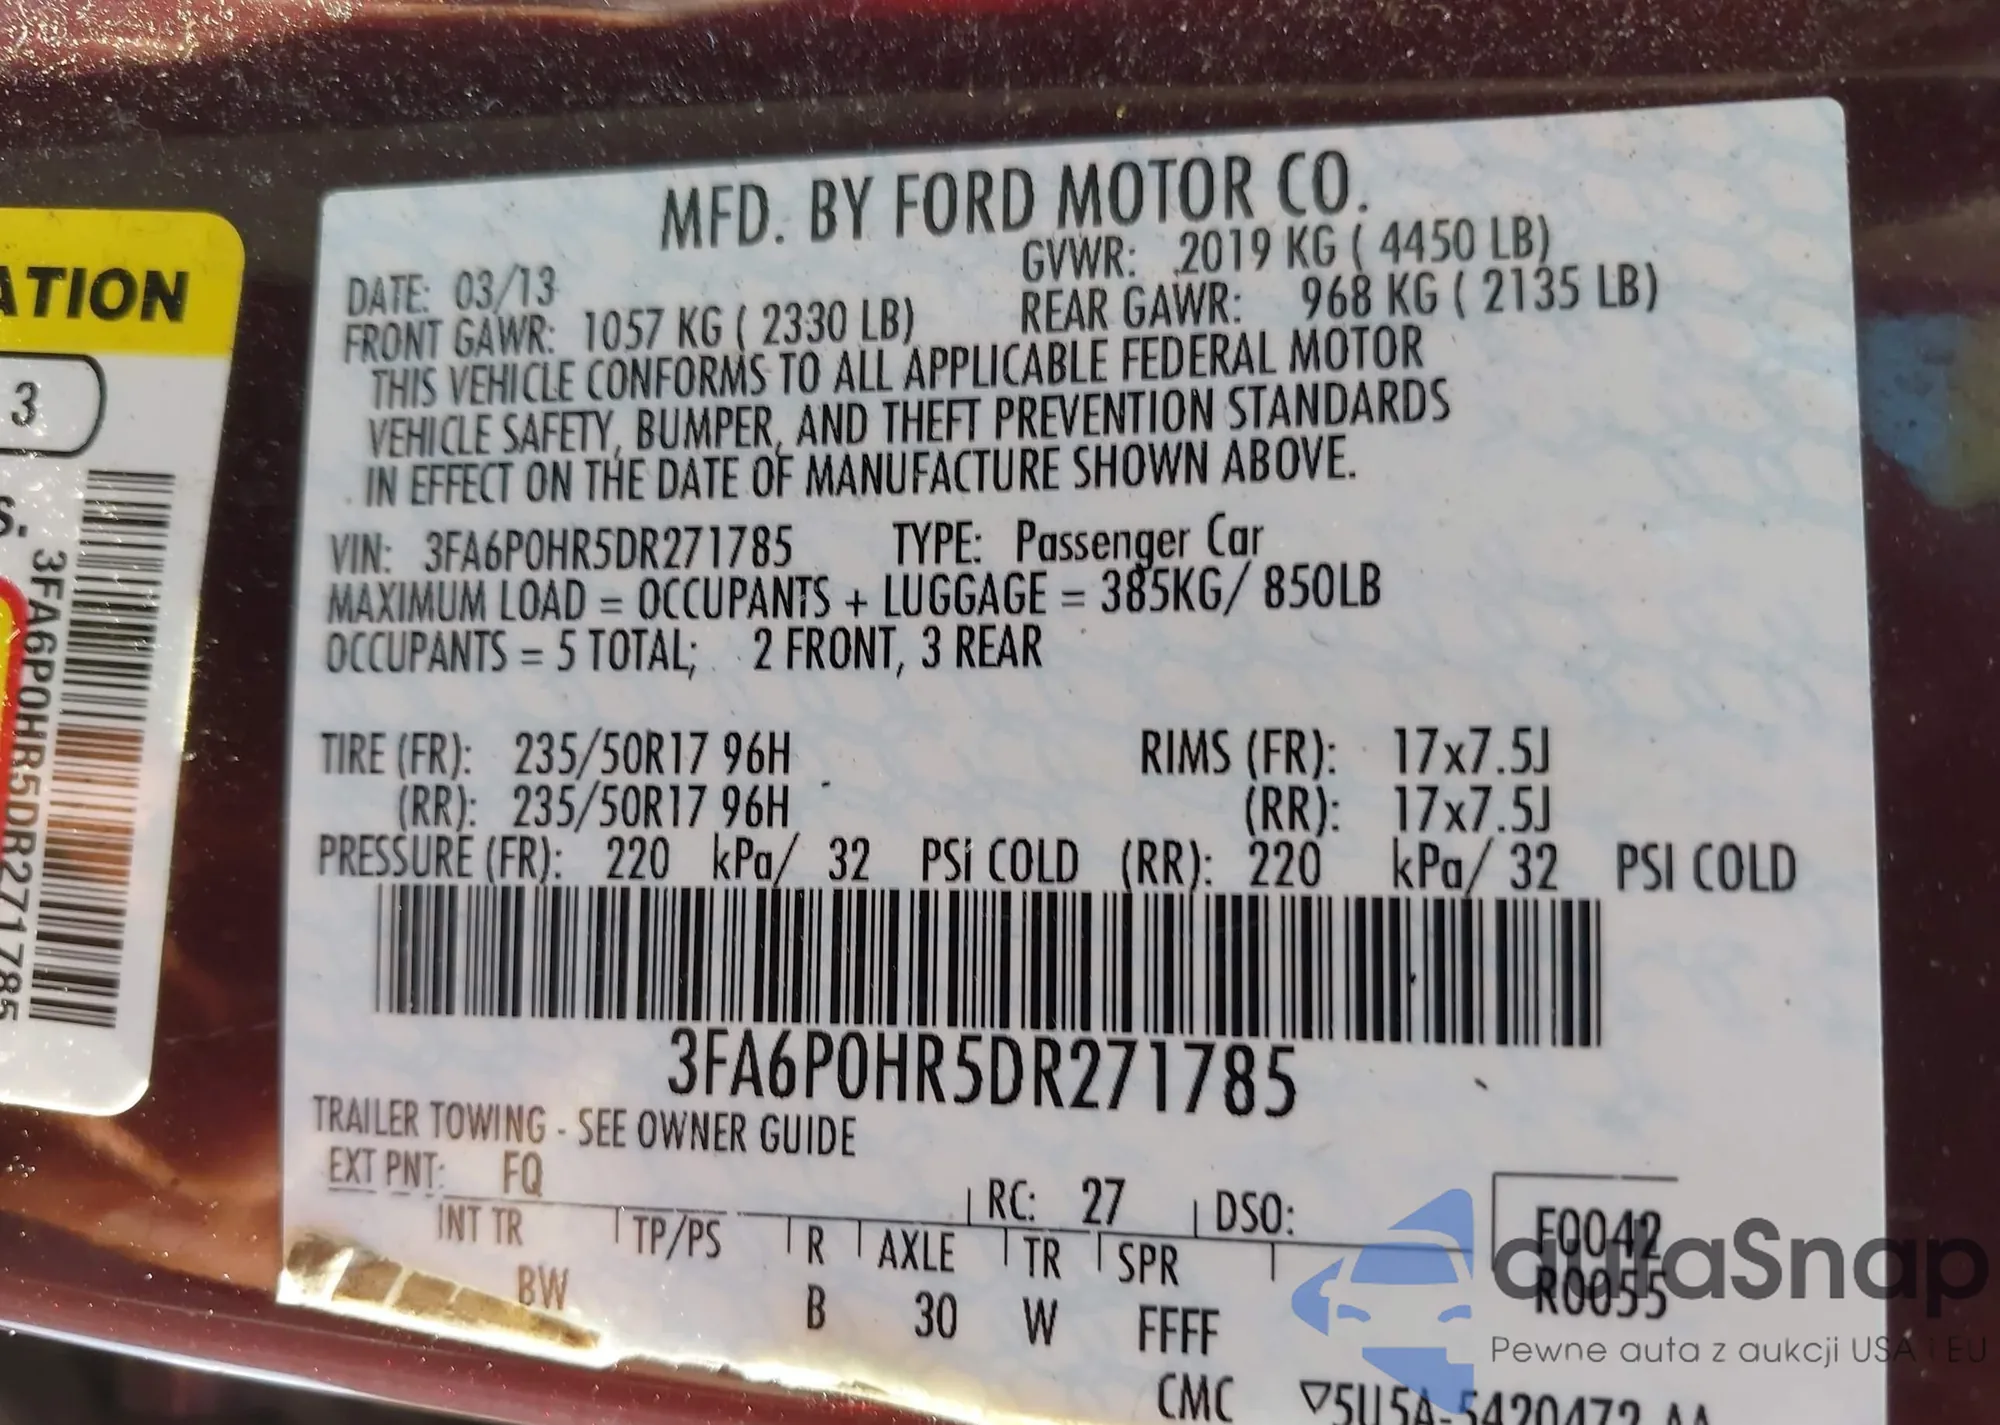 MFD. BY FORD MOTOR CO.
DATE: 03/13
GVWR: 2019 KG ( 4450 LB)
FRONT GAWR: 1057 KG ( 2330 LB)
REAR GAWR: 968 KG ( 2135 LB)
THIS VEHICLE CONFORMS TO ALL APPLICABLE FEDERAL MOTOR
VEHICLE SAFETY, BUMPER, AND THEFT PREVENTION STANDARDS
IN EFFECT ON THE DATE OF MANUFACTURE SHOWN ABOVE.
VIN: 3FA6P0HR5DR271785 TYPE: Passenger Car
MAXIMUM LOAD = OCCUPANTS + LUGGAGE = 385KG/ 850LB
OCCUPANTS = 5 TOTAL; 2 FRONT, 3 REAR
TIRE (FR): 235/50R17 96H RIMS (FR): 17x7.5J
(RR): 235/50R17 96H (RR): 17x7.5J
PRESSURE (FR): 220 kPa/ 32 PSI COLD (RR): 220 kPa/ 32 PSI COLD
3FA6P0HR5DR271785
TRAILER TOWING - SEE OWNER GUIDE
EXT PNT: FQ RC: 27 DSO:
F0042
R0055
INT TR TP/PS R AXLE TR SPR
BW B 30 W FFFF
CMC ▽5U5A-5420472-AA
ATION
3
S.
3FA6P0HR5DR271785
autaSnap
Pewne auta z aukcji USA i EU